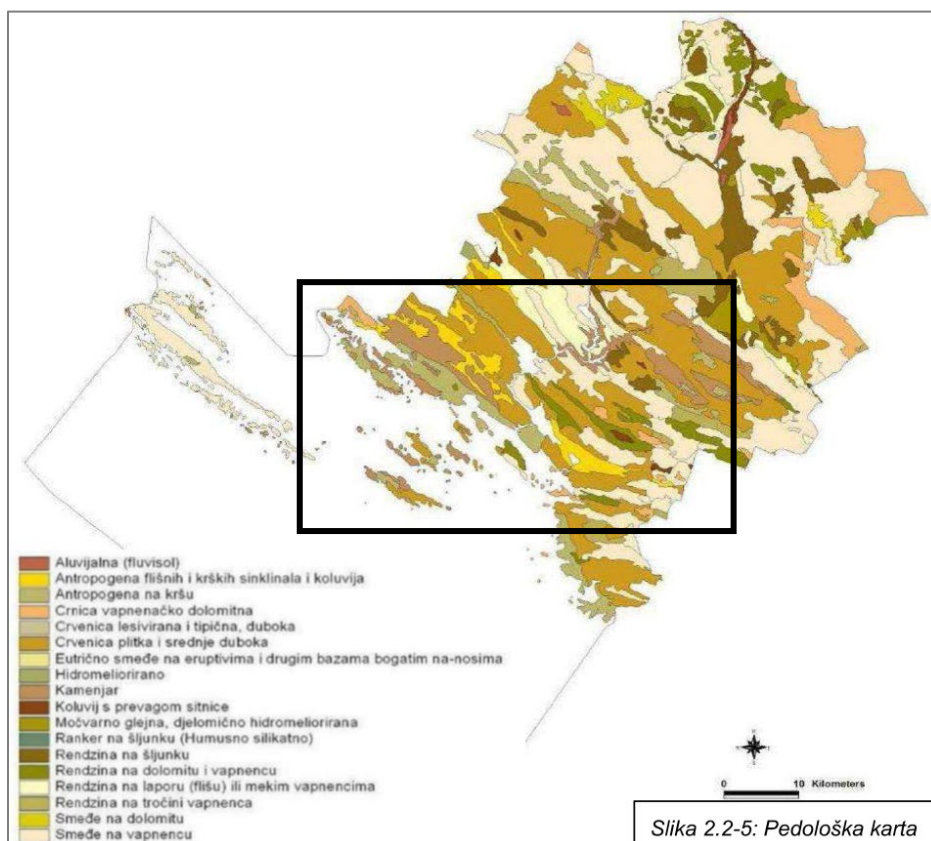 Aluvijalna (fluvisol)
Antropogena flišnih i krških sinklinala i koluvija
Antropogena na kršu
Crnica vapnenačko dolomitna
Crvenica lesivirana i tipična, duboka
Crvenica plitka i srednje duboka
Eutrično smeđe na eruptivima i drugim bazama bogatim na-nosima
Hidromeliorirano
Kamenjar
Koluvij s prevagom sitnice
Močvarno glejna, djelomično hidromeliorirana
Ranker na šljunku (Humusno silikatno)
Rendzina na šljunku
Rendzina na dolomitu i vapnencu
Rendzina na laporu (flišu) ili mekim vapnencima
Rendzina na trošini vapnenca
Smeđe na dolomitu
Smeđe na vapnencu
0 10 Kilometers
Slika 2.2-5: Pedološka karta